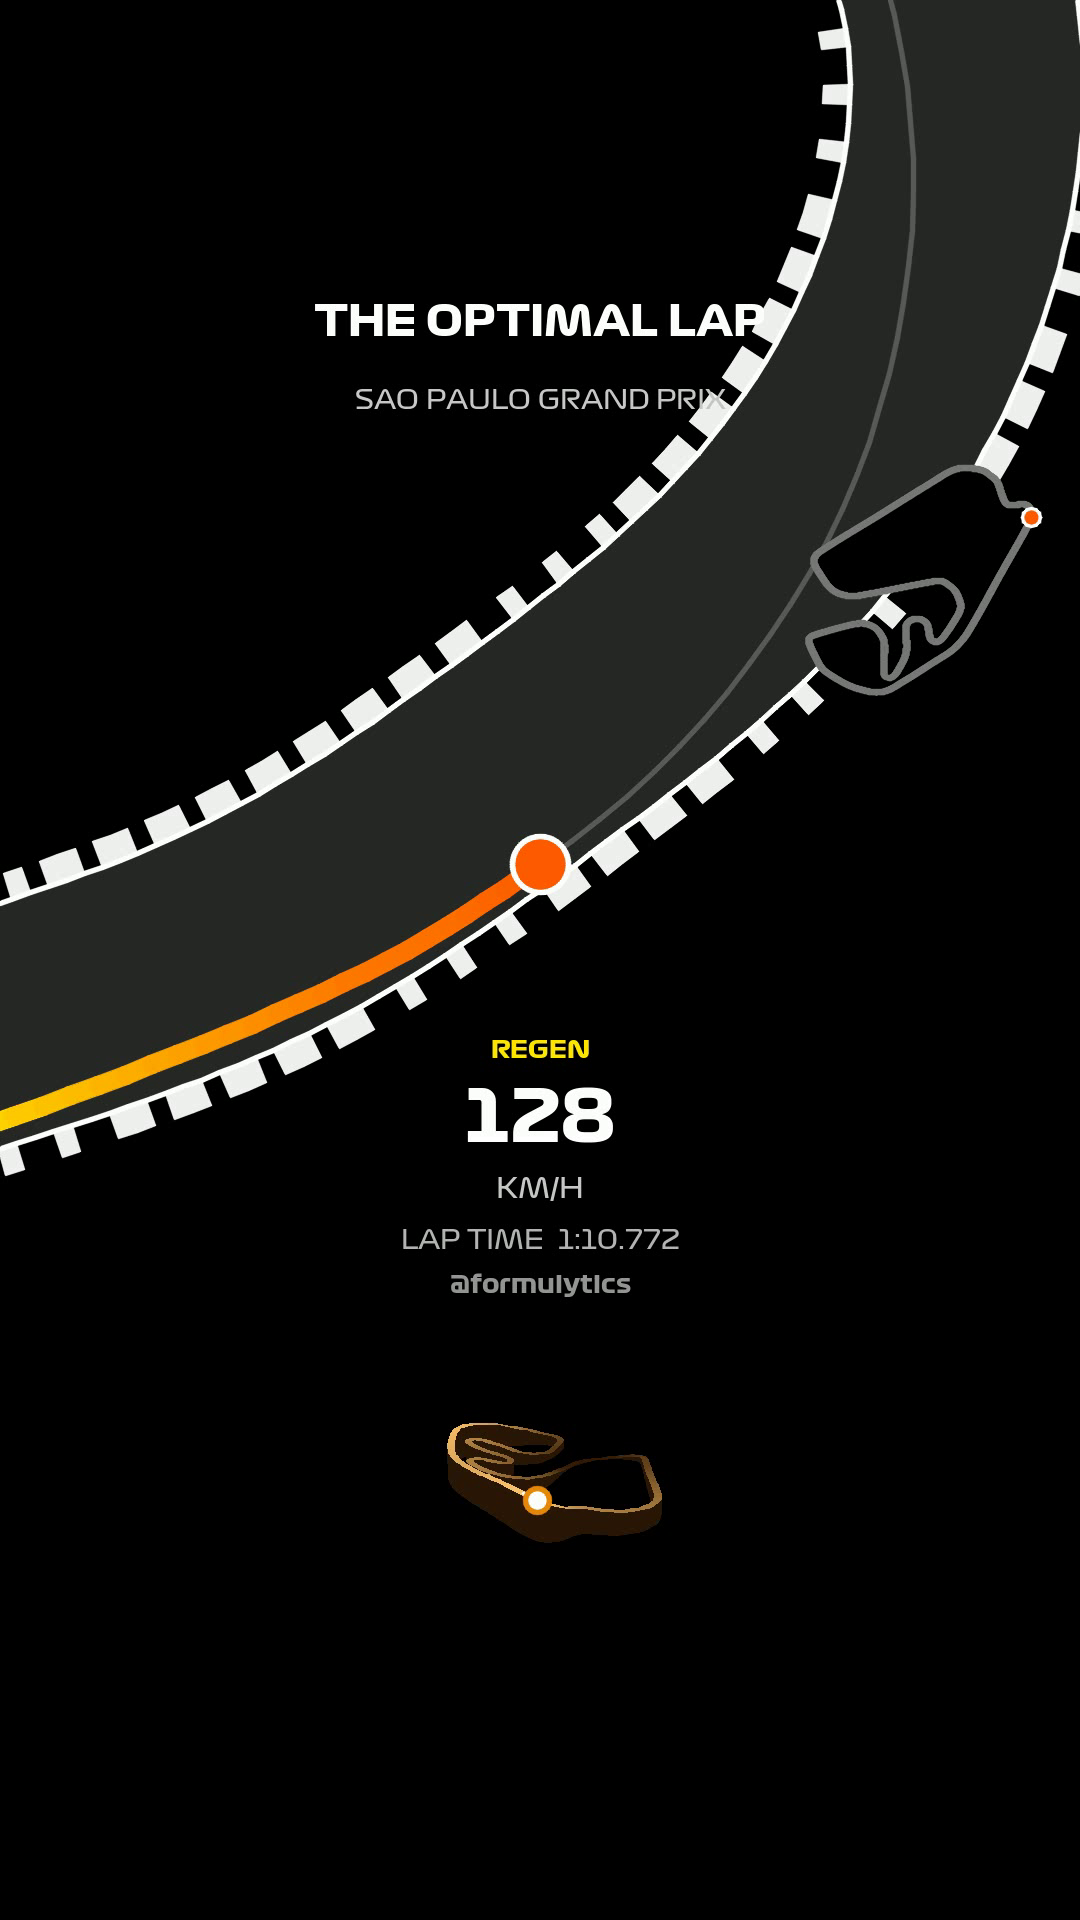 THE OPTIMAL LAP
SAO PAULO GRAND PRIX
REGEN
128
KM/H
LAP TIME 1:10.772
@formulytics